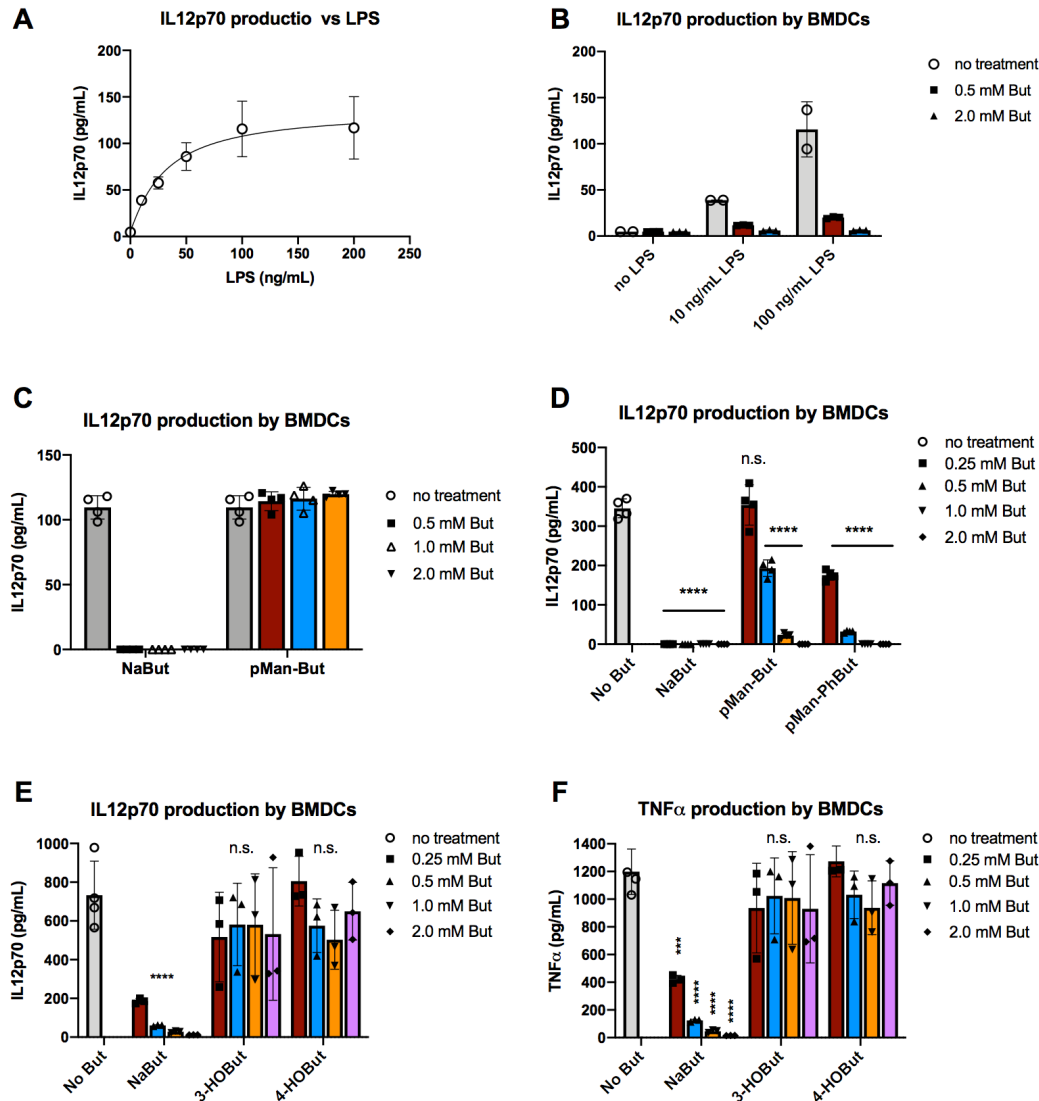 A
IL12p70 productio vs LPS
IL12p70 (pg/mL)
200
150
100
50
0
0 50 100 150 200 250
LPS (ng/mL)
B
IL12p70 production by BMDCs
IL12p70 (pg/mL)
200
150
100
50
0
no LPS
10 ng/mL LPS
100 ng/mL LPS
no treatment
0.5 mM But
2.0 mM But
C
IL12p70 production by BMDCs
IL12p70 (pg/mL)
150
100
50
0
NaBut
pMan-But
no treatment
0.5 mM But
1.0 mM But
2.0 mM But
D
IL12p70 production by BMDCs
IL12p70 (pg/mL)
400
300
200
100
0
n.s.
****
****
****
No But
NaBut
pMan-But
pMan-PhBut
no treatment
0.25 mM But
0.5 mM But
1.0 mM But
2.0 mM But
E
IL12p70 production by BMDCs
IL12p70 (pg/mL)
1000
800
600
400
200
0
****
n.s.
n.s.
No But
NaBut
3-HOBut
4-HOBut
no treatment
0.25 mM But
0.5 mM But
1.0 mM But
2.0 mM But
F
TNFα production by BMDCs
TNFα (pg/mL)
1400
1200
1000
800
600
400
200
0
***
****
****
****
n.s.
n.s.
No But
NaBut
3-HOBut
4-HOBut
no treatment
0.25 mM But
0.5 mM But
1.0 mM But
2.0 mM But